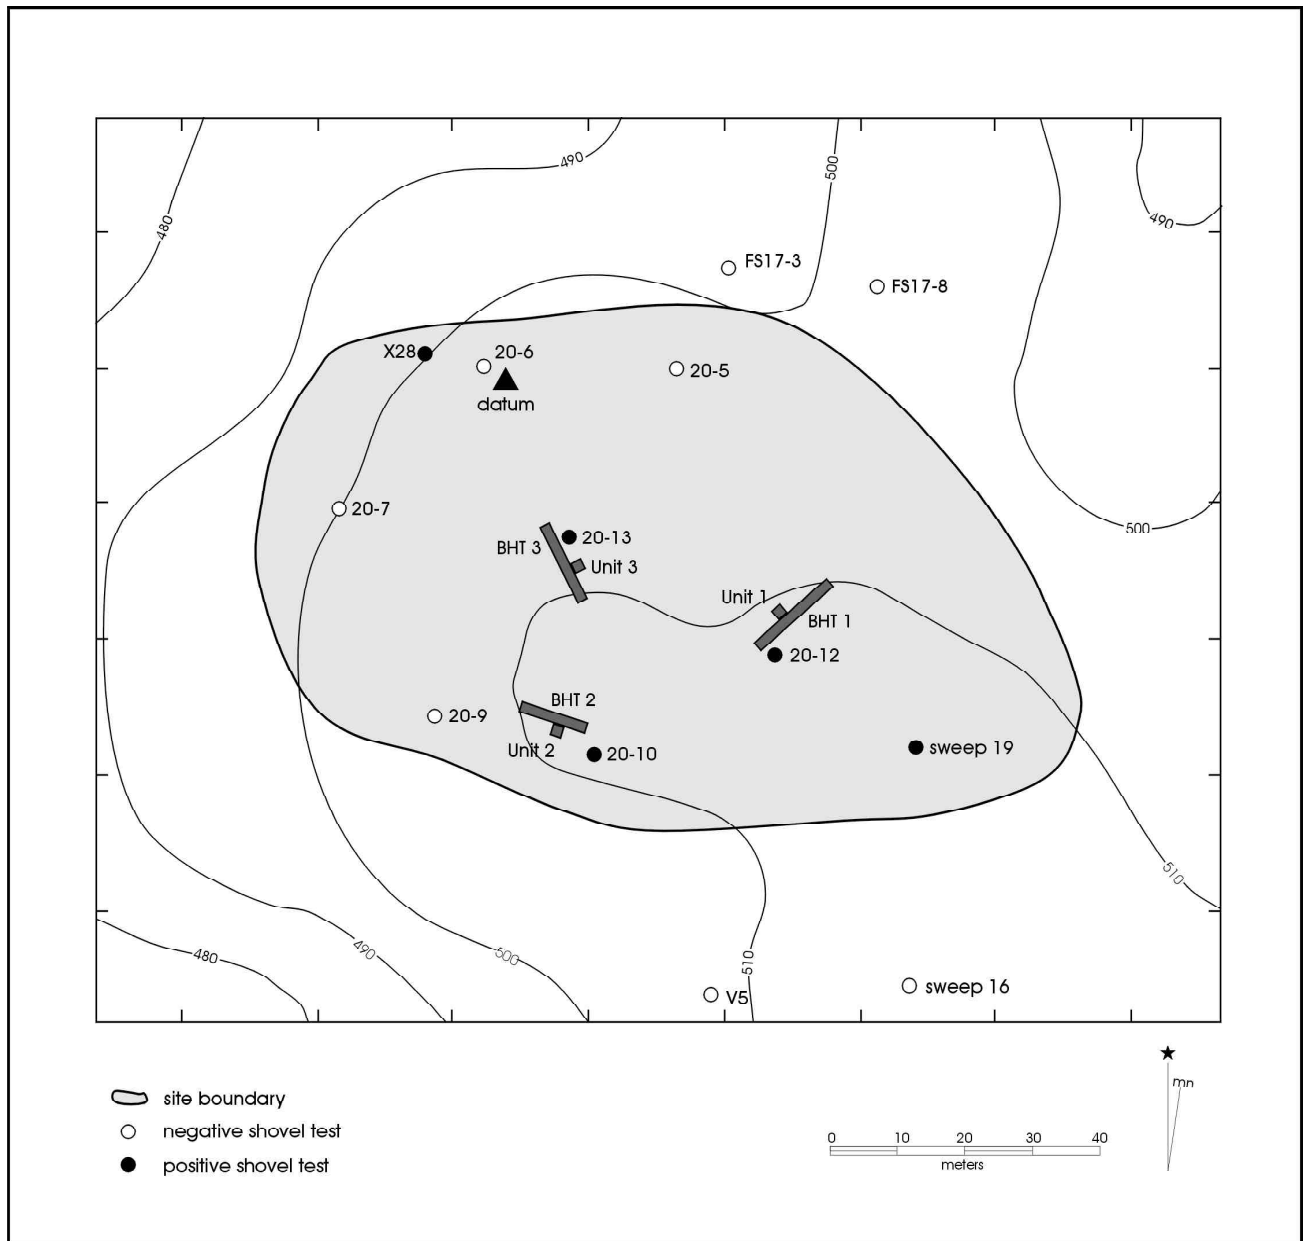 490
500
480
490
FS17-3
FS17-8
X28
20-6
20-5
datum
20-7
500
BHT 3
20-13
Unit 3
Unit 1
BHT 1
20-12
BHT 2
20-9
Unit 2
20-10
sweep 19
510
480
490
500
510
V5
sweep 16
mn
site boundary
negative shovel test
positive shovel test
0 10 20 30 40
meters